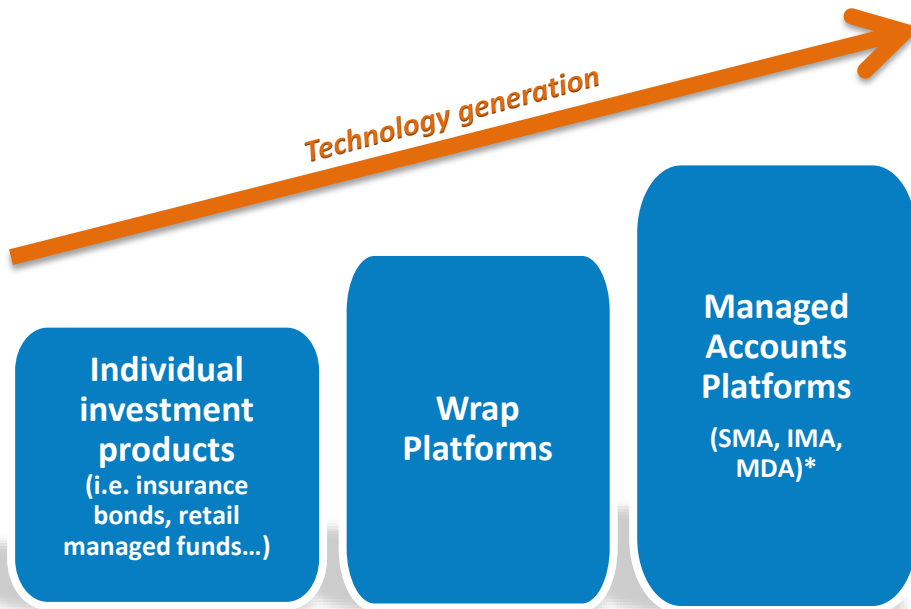 Technology generation
Individual
investment
products
(i.e. insurance
bonds, retail
managed funds…)
Wrap
Platforms
Managed
Accounts
Platforms
(SMA, IMA,
MDA)*